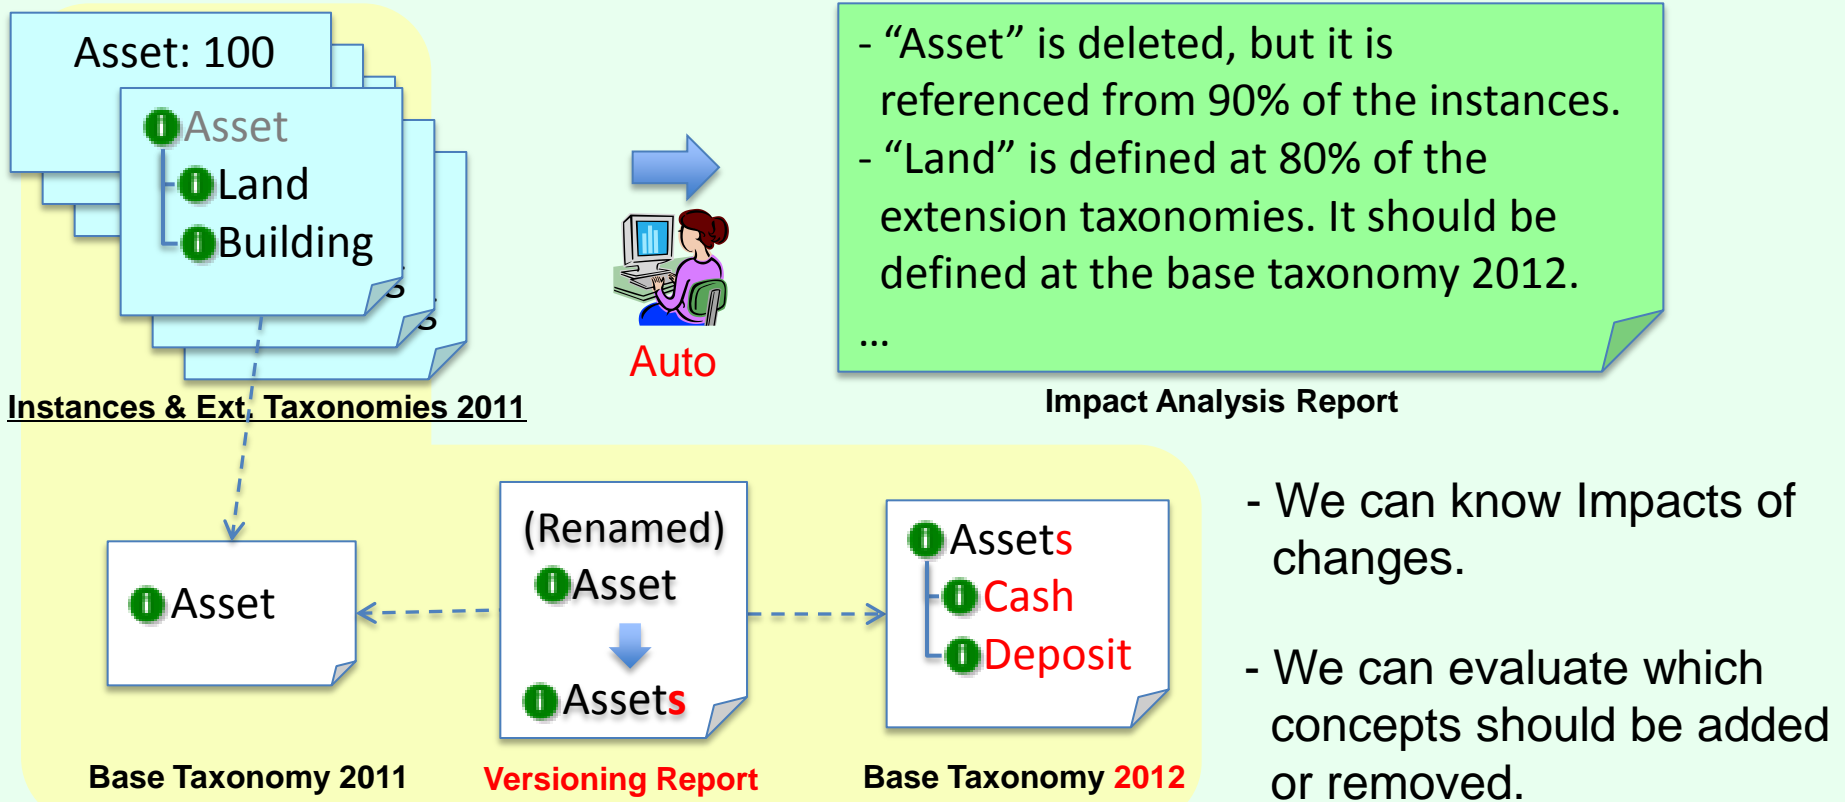 Asset: 100
Asset
Land
Building
s
s
Instances & Ext. Taxonomies 2011
Auto
- “Asset” is deleted, but it is
referenced from 90% of the instances.
- “Land” is defined at 80% of the
extension taxonomies. It should be
defined at the base taxonomy 2012.
...
Impact Analysis Report
Asset
Base Taxonomy 2011
(Renamed)
Asset
Assets
Versioning Report
Assets
Cash
Deposit
Base Taxonomy 2012
- We can know Impacts of
changes.
- We can evaluate which
concepts should be added
or removed.